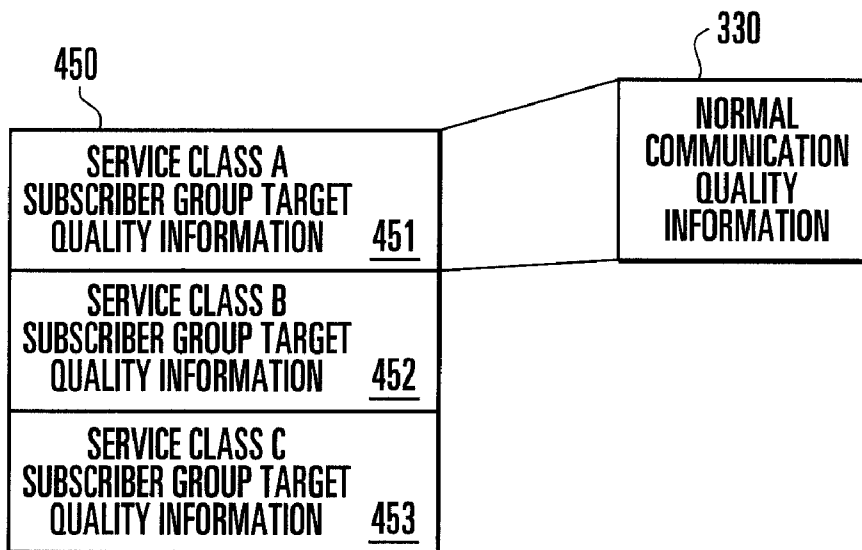 450
SERVICE CLASS A
SUBSCRIBER GROUP TARGET
QUALITY INFORMATION 451
SERVICE CLASS B
SUBSCRIBER GROUP TARGET
QUALITY INFORMATION 452
SERVICE CLASS C
SUBSCRIBER GROUP TARGET
QUALITY INFORMATION 453
330
NORMAL
COMMUNICATION
QUALITY
INFORMATION